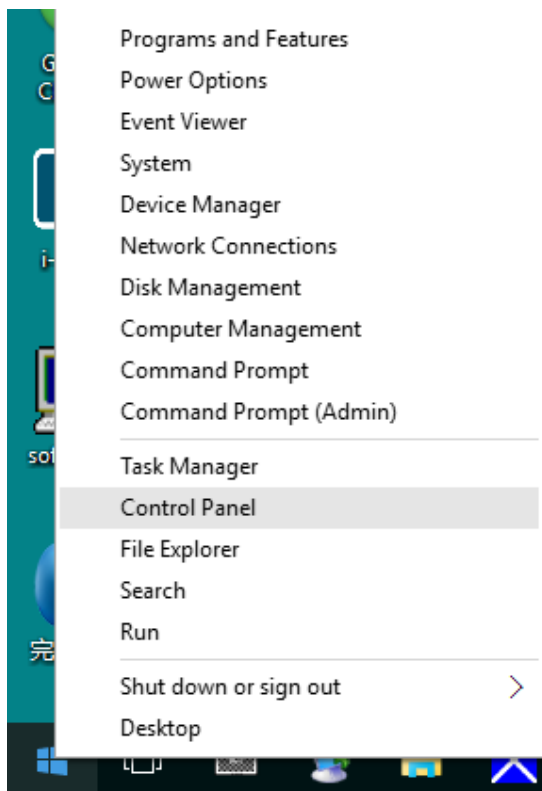 G
C
Programs and Features
Power Options
Event Viewer
System
Device Manager
Network Connections
Disk Management
Computer Management
Command Prompt
Command Prompt (Admin)
Task Manager
Control Panel
File Explorer
Search
Run
Shut down or sign out
Desktop
i-
完